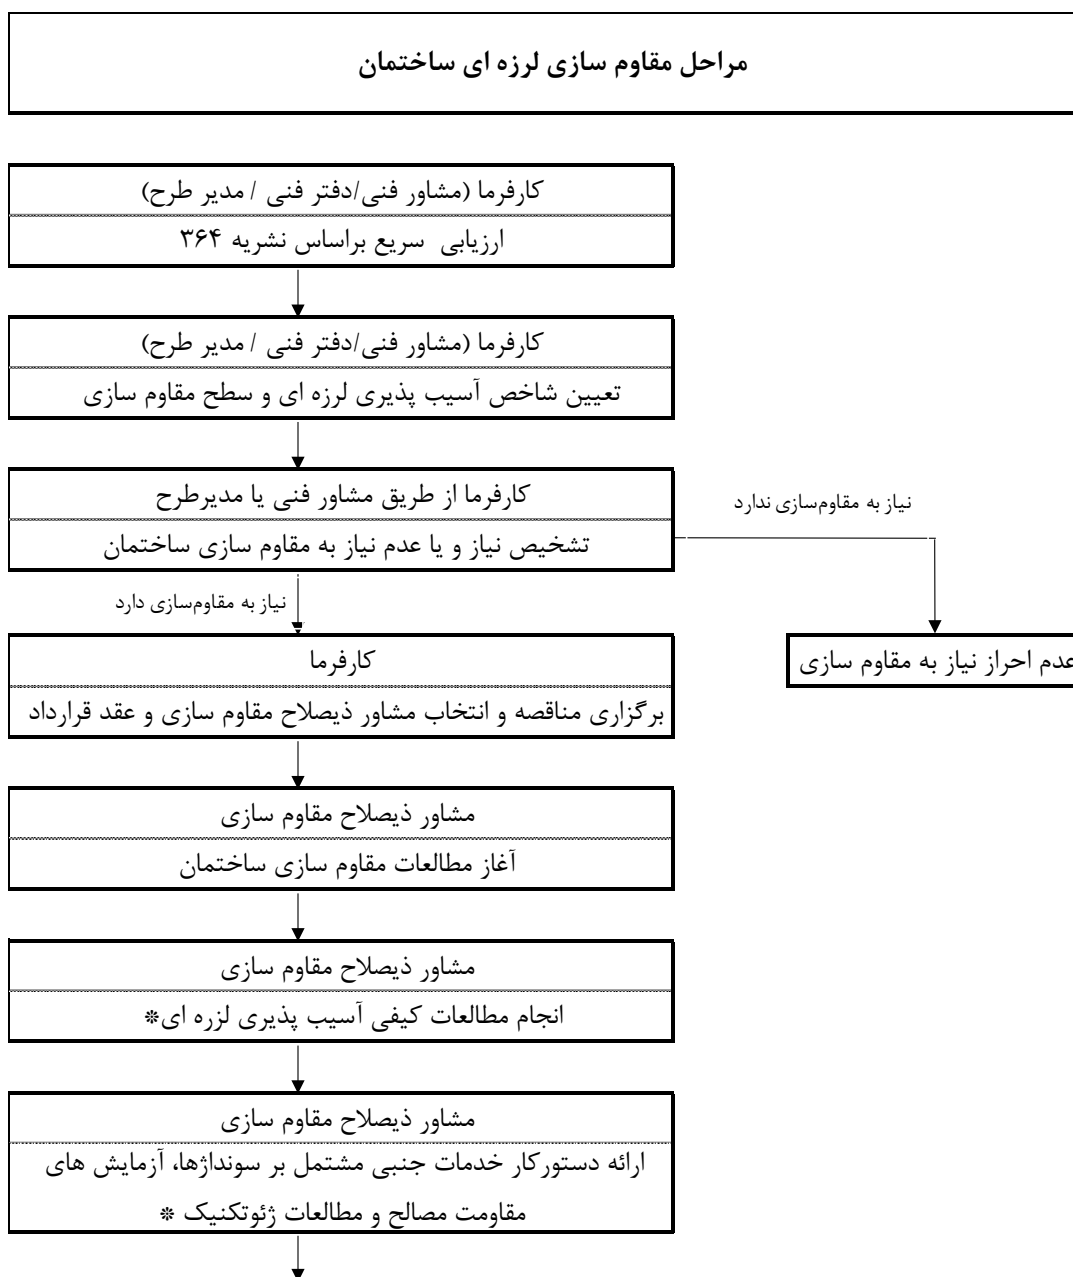 مراحل مقاوم سازی لرزه ای ساختمان
کارفرما (مشاور فنی/دفتر فنی / مدیر طرح)
ارزیابی سریع براساس نشریه ۳۶۴
کارفرما (مشاور فنی/دفتر فنی / مدیر طرح)
تعیین شاخص آسیب پذیری لرزه ای و سطح مقاوم سازی
کارفرما از طریق مشاور فنی یا مدیرطرح
تشخیص نیاز و یا عدم نیاز به مقاوم سازی ساختمان
نیاز به مقاوم‌سازی ندارد
نیاز به مقاوم‌سازی دارد
عدم احراز نیاز به مقاوم سازی
کارفرما
برگزاری مناقصه و انتخاب مشاور ذیصلاح مقاوم سازی و عقد قرارداد
مشاور ذیصلاح مقاوم سازی
آغاز مطالعات مقاوم سازی ساختمان
مشاور ذیصلاح مقاوم سازی
انجام مطالعات کیفی آسیب پذیری لزره ای*
مشاور ذیصلاح مقاوم سازی
ارائه دستورکار خدمات جنبی مشتمل بر سونداژها، آزمایش های
مقاومت مصالح و مطالعات ژئوتکنیک *